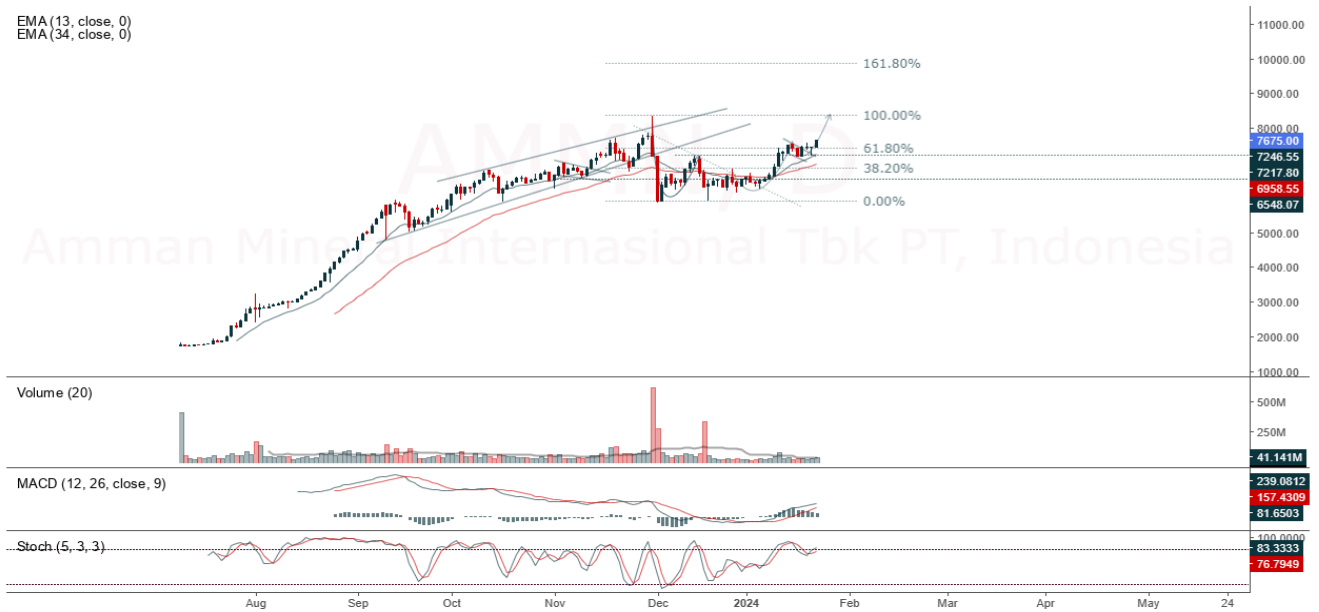 EMA (13, close, 0)
EMA (34, close, 0)
AMMN, D
Amman Mineral Internasional Tbk PT, Indonesia
161.80%
100.00%
61.80%
38.20%
0.00%
11000.00
10000.00
9000.00
8000.00
7675.00
7246.55
7217.80
6958.55
6548.07
5000.00
4000.00
3000.00
2000.00
1000.00
Volume (20)
500M
250M
41.141M
MACD (12, 26, close, 9)
239.0812
157.4309
81.6503
Stoch (5, 3, 3)
100.0000
83.3333
76.7949
Aug Sep Oct Nov Dec 2024 Feb Mar Apr May 24